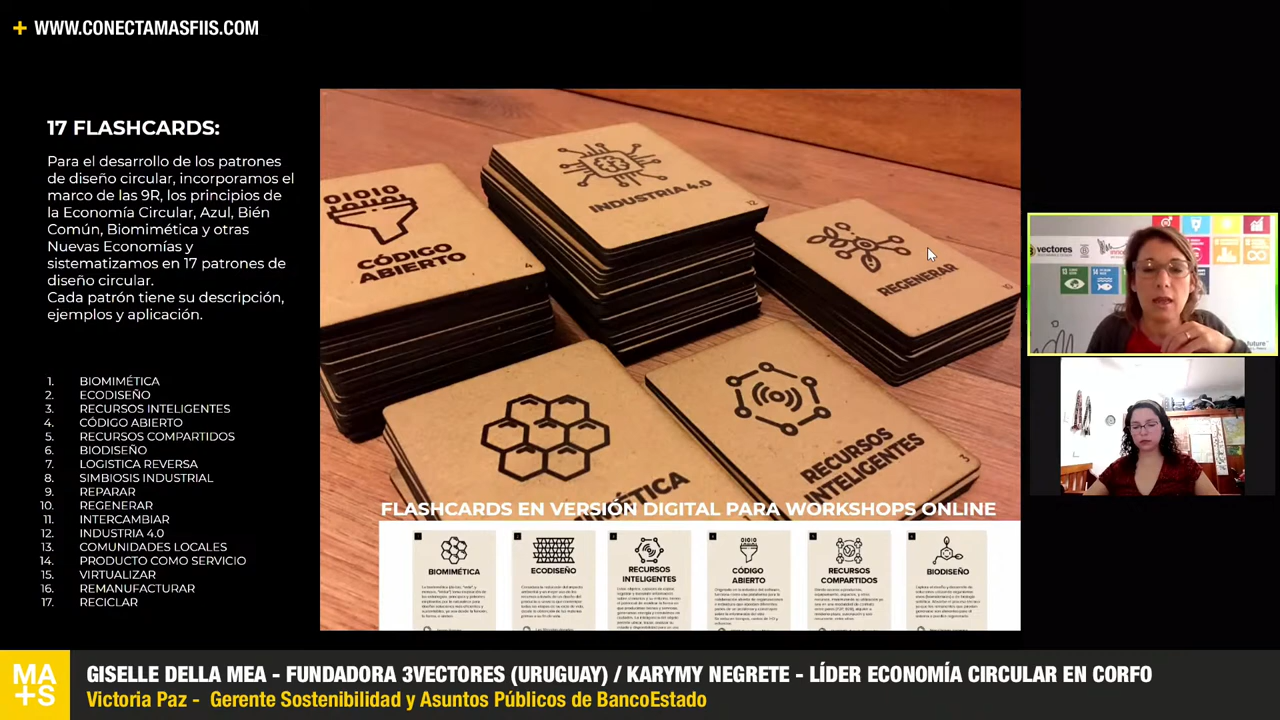 + WWW.CONECTAMASFIIS.COM
17 FLASHCARDS:
Para el desarrollo de los patrones
de diseño circular, incorporamos el
marco de las 9R, los principios de
la Economía Circular, Azul, Bién
Común, Biomimética y otras
Nuevas Economías y
sistematizamos en 17 patrones de
diseño circular.
Cada patrón tiene su descripción,
ejemplos y aplicación.
1. BIOMIMÉTICA
2. ECODISEÑO
3. RECURSOS INTELIGENTES
4. CÓDIGO ABIERTO
5. RECURSOS COMPARTIDOS
6. BIODISEÑO
7. LOGISTICA REVERSA
8. SIMBIOSIS INDUSTRIAL
9. REPARAR
10. REGENERAR
11. INTERCAMBIAR
12. INDUSTRIA 4.0
13. COMUNIDADES LOCALES
14. PRODUCTO COMO SERVICIO
15. VIRTUALIZAR
16. REMANUFACTURAR
17. RECICLAR
CÓDIGO
ABIERTO
4
INDUSTRIA 4.0
12
REGENERAR
10
RECURSOS
INTELIGENTES
3
FLASHCARDS EN VERSIÓN DIGITAL PARA WORKSHOPS ONLINE
BIOMIMÉTICA
ECODISEÑO
RECURSOS
INTELIGENTES
CÓDIGO
ABIERTO
RECURSOS
COMPARTIDOS
BIODISEÑO
vectores
MA
+S
GISELLE DELLA MEA - FUNDADORA 3VECTORES (URUGUAY) / KARYMY NEGRETE - LÍDER ECONOMÍA CIRCULAR EN CORFO
Victoria Paz - Gerente Sostenibilidad y Asuntos Públicos de BancoEstado